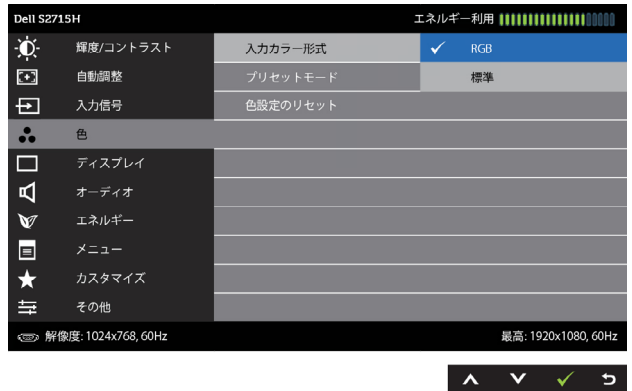 Dell S2715H エネルギー利用
輝度/コントラスト 入力カラー形式 RGB
自動調整 プリセットモード 標準
入力信号 色設定のリセット
色
ディスプレイ
オーディオ
エネルギー
メニュー
カスタマイズ
その他
解像度: 1024x768, 60Hz 最高: 1920x1080, 60Hz